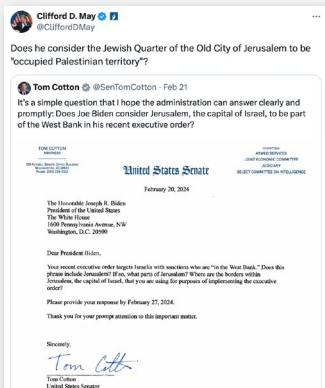 Clifford D. May
@CliffordDMay
Does he consider the Jewish Quarter of the Old City of Jerusalem to be
"occupied Palestinian territory"?
Tom Cotton @SenTomCotton · Feb 21
It's a simple question that I hope the administration can answer clearly and
promptly: Does Joe Biden consider Jerusalem, the capital of Israel, to be part
of the West Bank in his recent executive order?
TOM COTTON
ARKANSAS
United States Senate
COMMITTEES
ARMED SERVICES
JOINT ECONOMIC COMMITTEE
JUDICIARY
SELECT COMMITTEE ON INTELLIGENCE
February 20, 2024
The Honorable Joseph R. Biden
President of the United States
The White House
1600 Pennsylvania Avenue, NW
Washington, D.C. 20500
Dear President Biden,
Your recent executive order targets Israelis with sanctions who are "in the West Bank." Does this
phrase include Jerusalem? If so, what parts of Jerusalem? Where are the borders within
Jerusalem, the capital of Israel, that you are using for purposes of implementing the executive
order?
Please provide your response by February 27, 2024.
Thank you for your prompt attention to this important matter.
Sincerely,
Tom Cotton
Tom Cotton
United States Senator